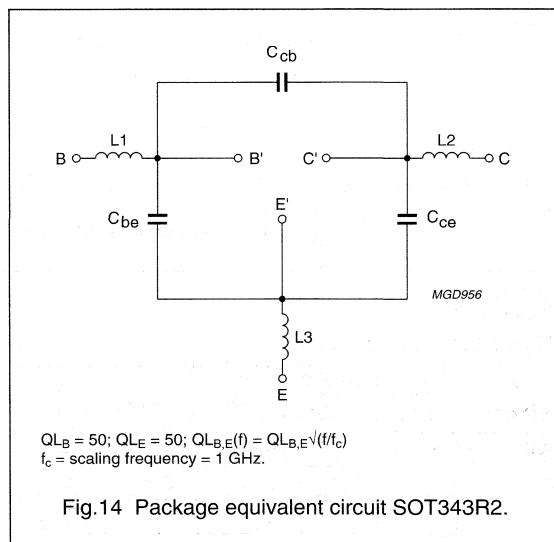 C_cb
L1
L2
B
B'
C'
C
E'
C_be
C_ce
MGD956
L3
E
QL_B = 50; QL_E = 50; QL_B,E(f) = QL_B,E√(f/f_c)
f_c = scaling frequency = 1 GHz.
Fig.14 Package equivalent circuit SOT343R2.